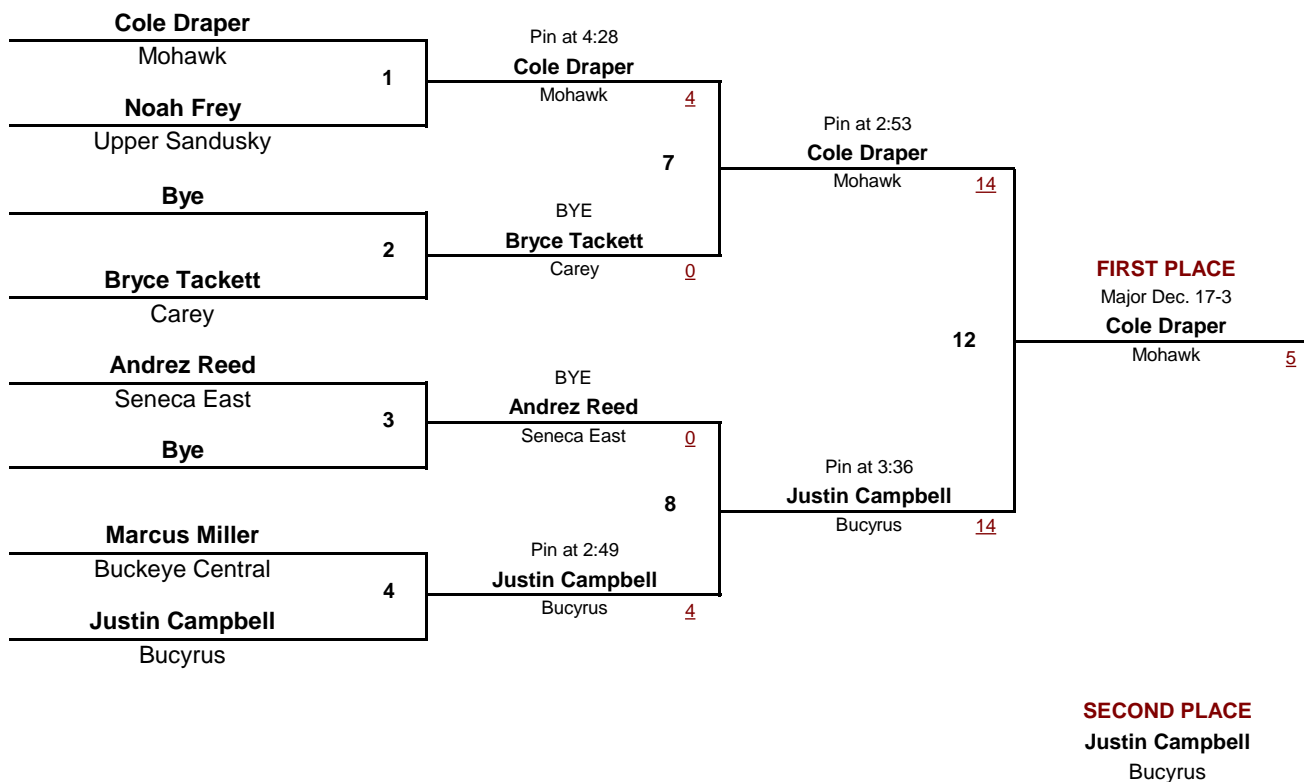 Cole Draper
Mohawk
1
Noah Frey
Upper Sandusky
Bye
2
Bryce Tackett
Carey
Andrez Reed
Seneca East
3
Bye
Marcus Miller
Buckeye Central
4
Justin Campbell
Bucyrus
Pin at 4:28
Cole Draper
Mohawk 4
7
BYE
Bryce Tackett
Carey 0
BYE
Andrez Reed
Seneca East 0
8
Pin at 2:49
Justin Campbell
Bucyrus 4
Pin at 2:53
Cole Draper
Mohawk 14
12
Pin at 3:36
Justin Campbell
Bucyrus 14
FIRST PLACE
Major Dec. 17-3
Cole Draper
Mohawk 5
SECOND PLACE
Justin Campbell
Bucyrus